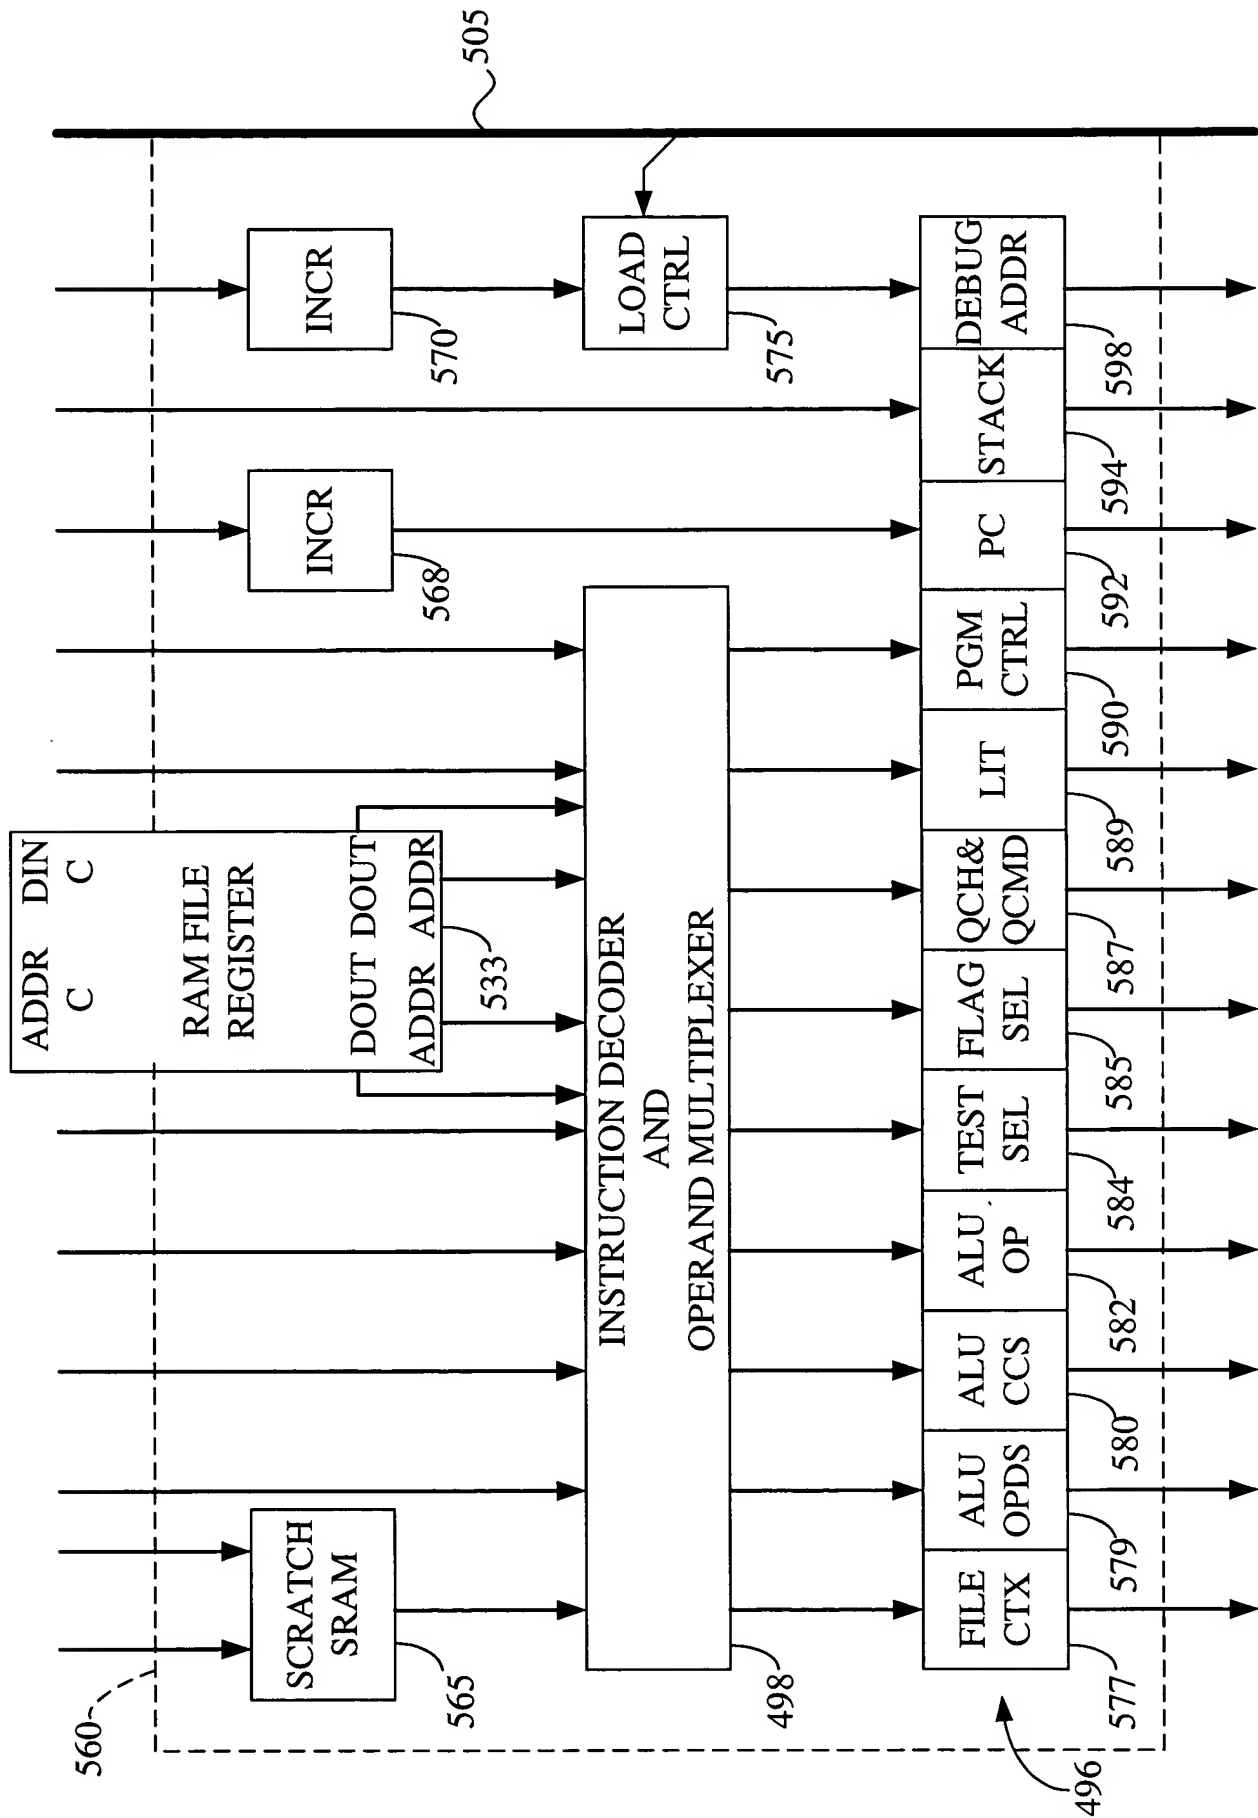 505
560
ADDR DIN
C C
RAM FILE
REGISTER
DOUT DOUT
ADDR ADDR
533
SCRATCH
SRAM
565
INCR
568
INCR
570
INSTRUCTION DECODER
AND
OPERAND MULTIPLEXER
498
LOAD
CTRL
575
FILE
CTX
577
ALU
OPDS
579
ALU
CCS
580
ALU
OP
582
TEST
SEL
584
FLAG
SEL
585
QCH&
QCMD
587
LIT
589
PGM
CTRL
590
PC
592
STACK
594
DEBUG
ADDR
598
496